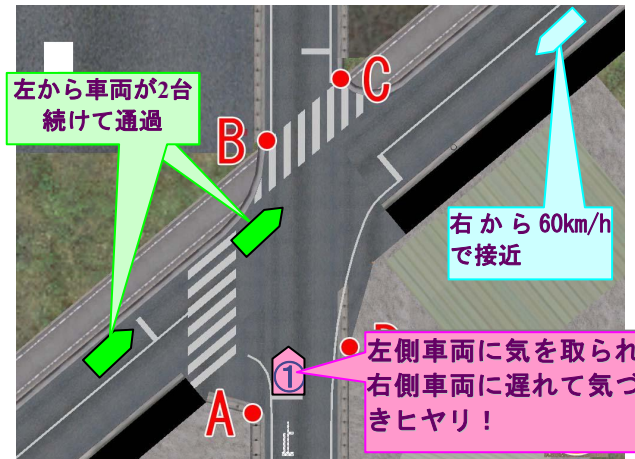 左から車両が2台
続けて通過
C
B
右から60km/h
で接近
左側車両に気を取られ
右側車両に遅れて気づ
きヒヤリ！
①
A